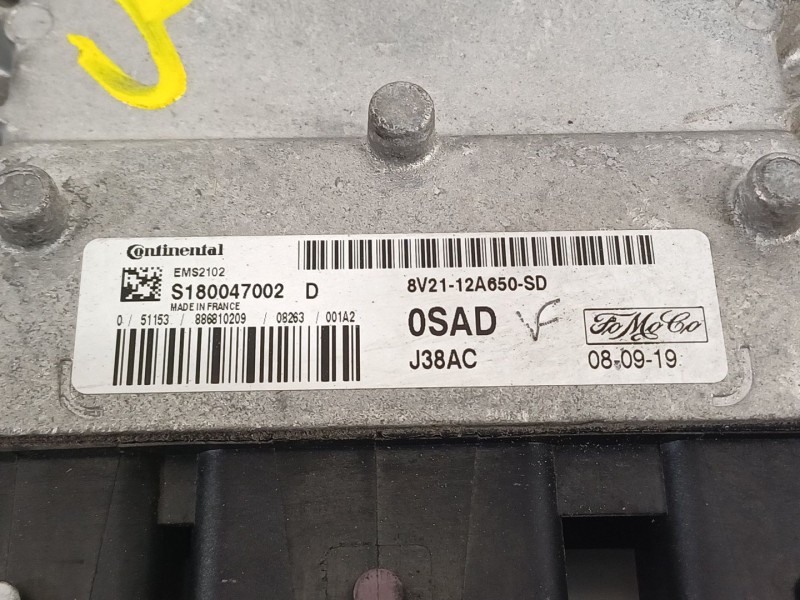 Continental
EMS2102
S180047002 D
MADE IN FRANCE
0 / 51153 / 886810209 / 08263 / 001A2
8V21-12A650-SD
0SAD VF
FoMoCo
J38AC
08-09-19